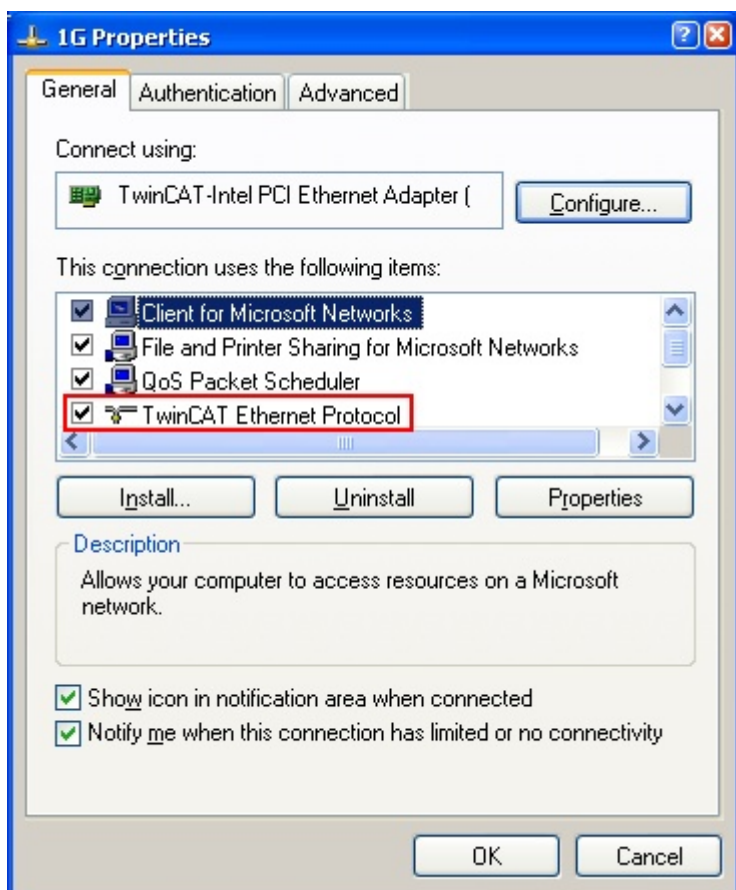 1G Properties
General Authentication Advanced
Connect using:
TwinCAT-Intel PCI Ethernet Adapter (
Configure...
This connection uses the following items:
Client for Microsoft Networks
File and Printer Sharing for Microsoft Networks
QoS Packet Scheduler
TwinCAT Ethernet Protocol
Install... Uninstall Properties
Description
Allows your computer to access resources on a Microsoft
network.
Show icon in notification area when connected
Notify me when this connection has limited or no connectivity
OK Cancel